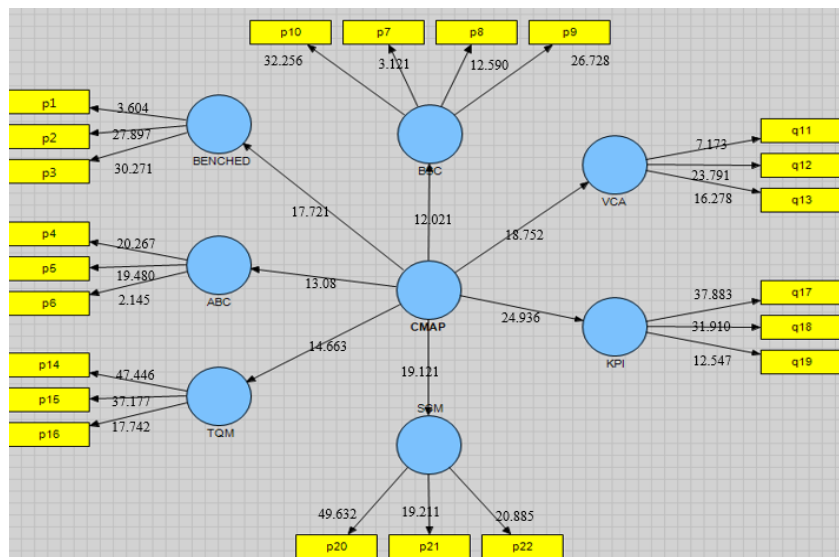 p10
p7
p8
p9
32.256
3.121
12.590
26.728
p1
p2
p3
3.604
27.897
30.271
BENCHED
BSC
q11
q12
q13
7.173
23.791
16.278
VCA
17.721
12.021
18.752
p4
p5
p6
20.267
19.480
2.145
ABC
13.08
CMAP
24.936
q17
q18
q19
37.883
31.910
12.547
KPI
p14
p15
p16
47.446
37.177
17.742
TQM
14.663
19.121
49.632
19.211
20.885
p20
p21
p22